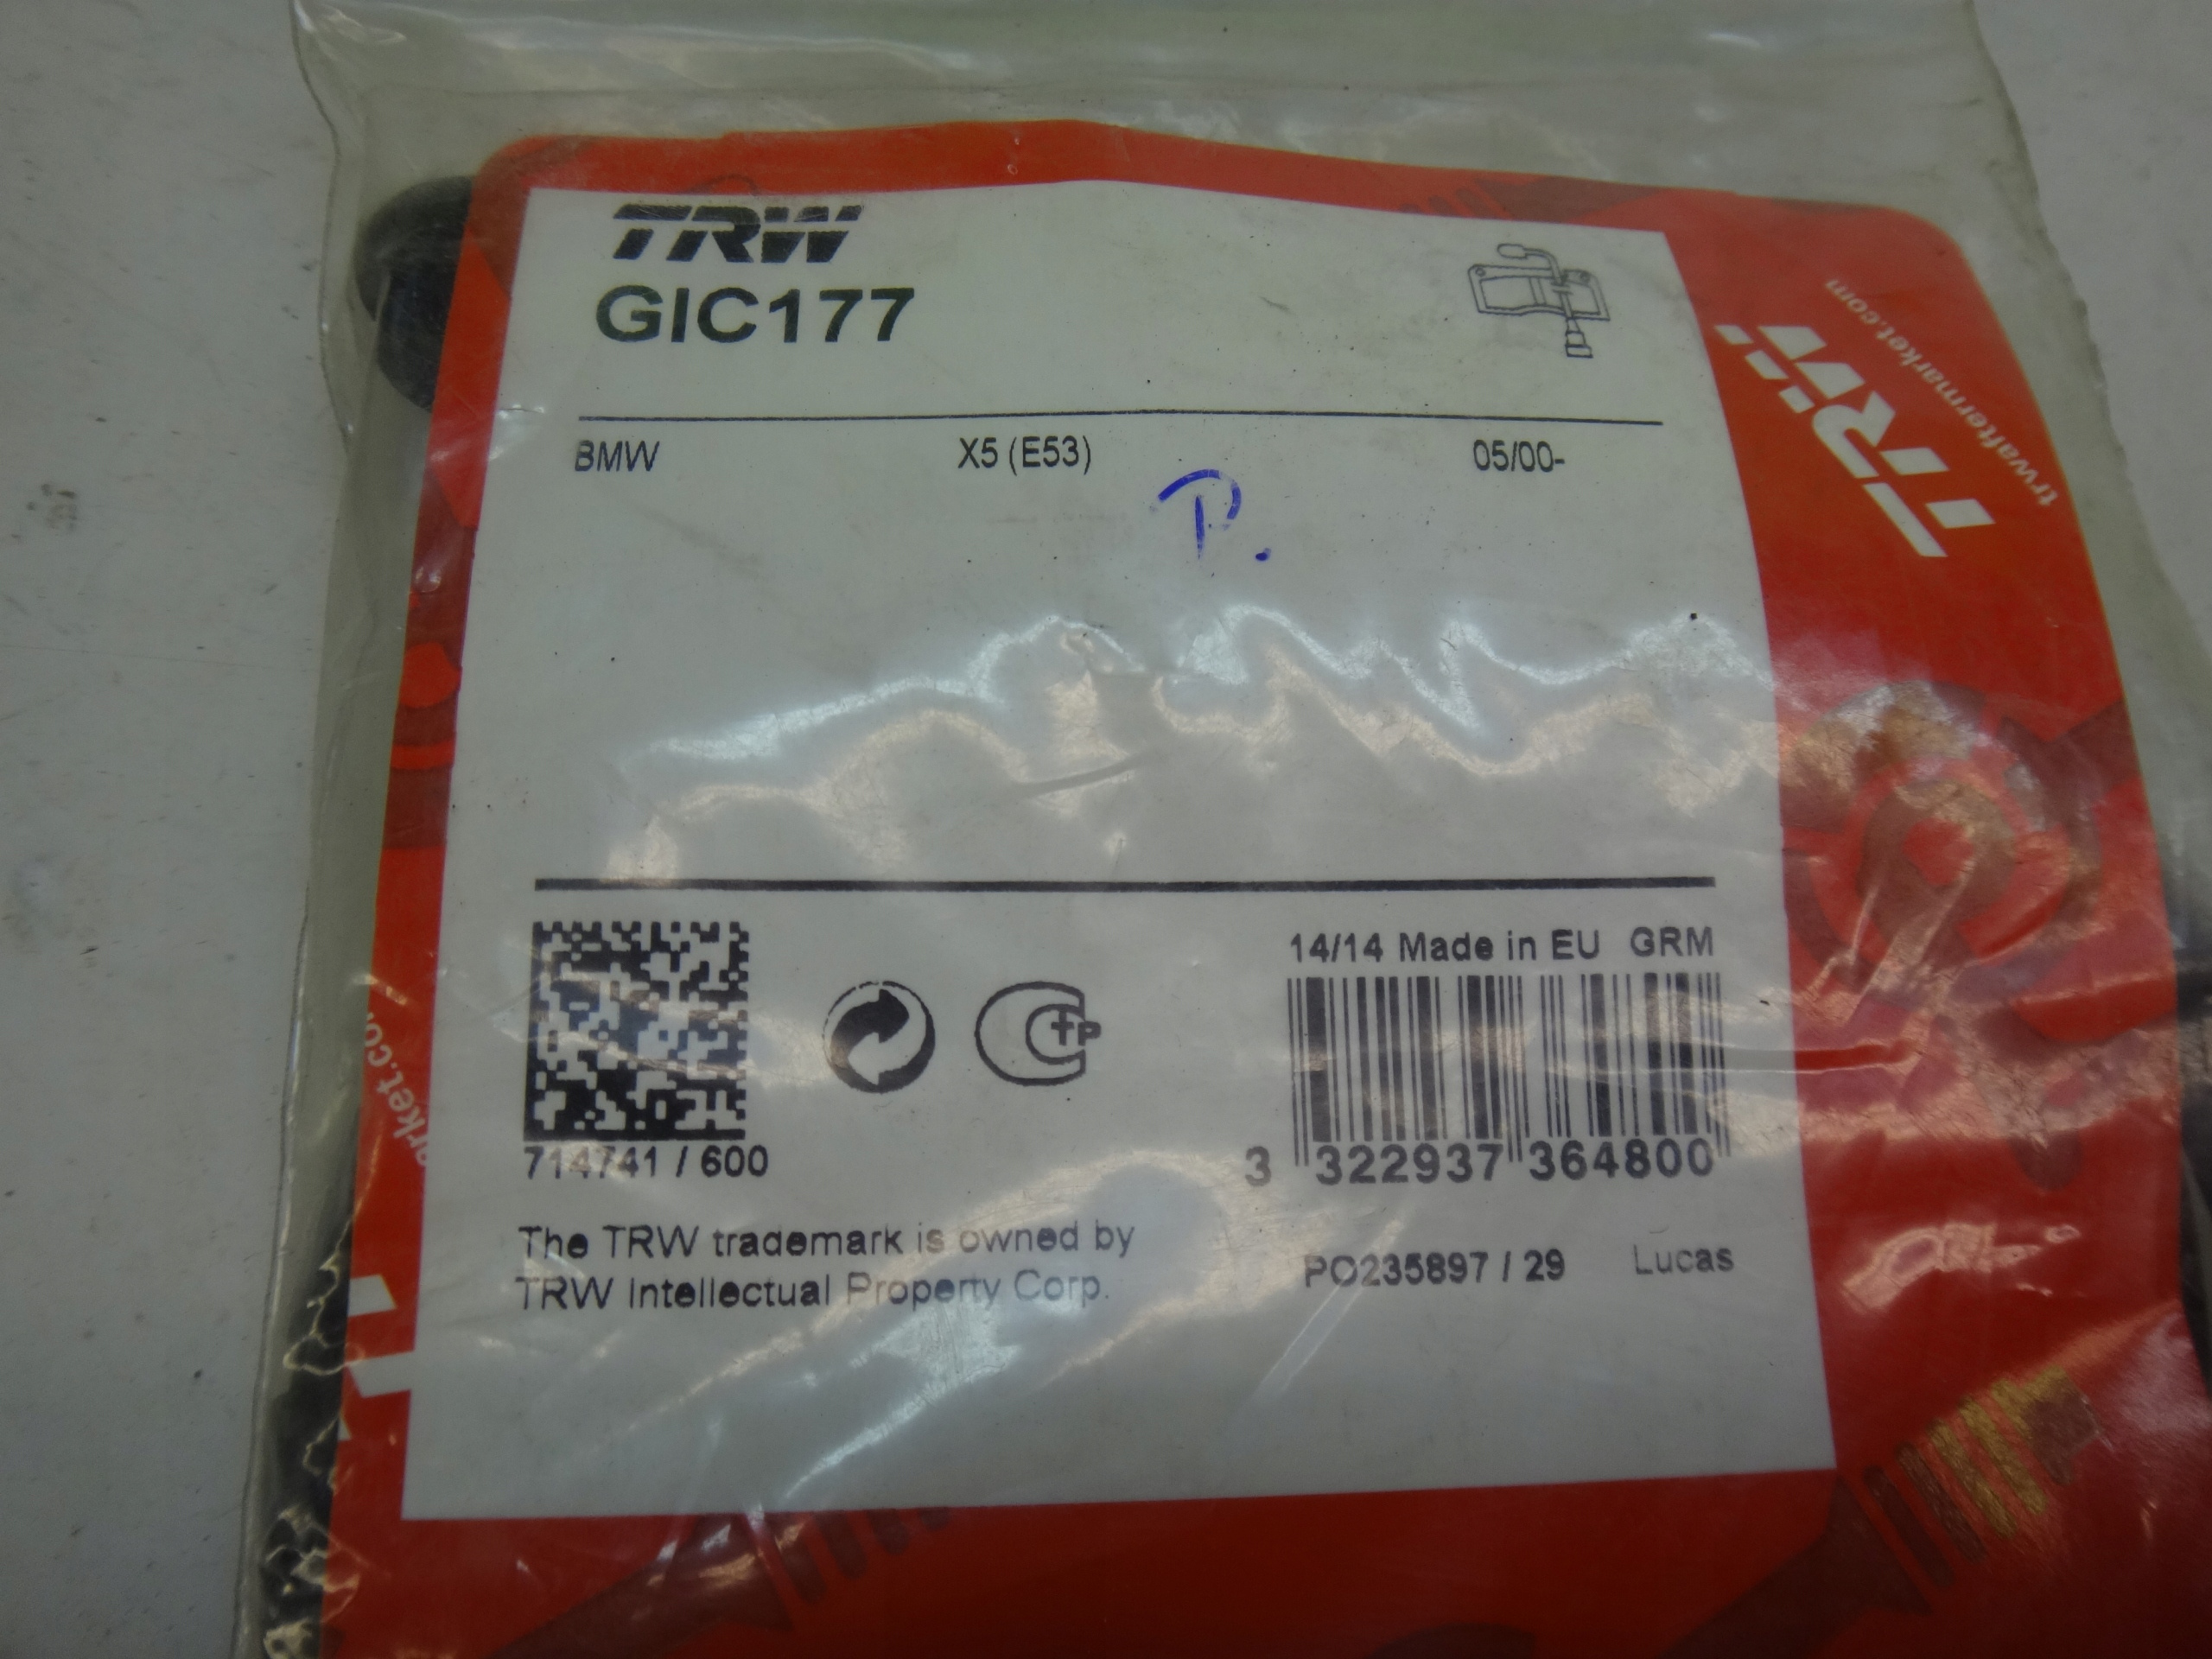 TRW
GIC177
trwaftermarket.com
TRW
BMW X5 (E53) 05/00-
P.
14/14 Made in EU GRM
714741 / 600
3 322937 364800
The TRW trademark is owned by
TRW Intellectual Property Corp.
PO235897 / 29 Lucas